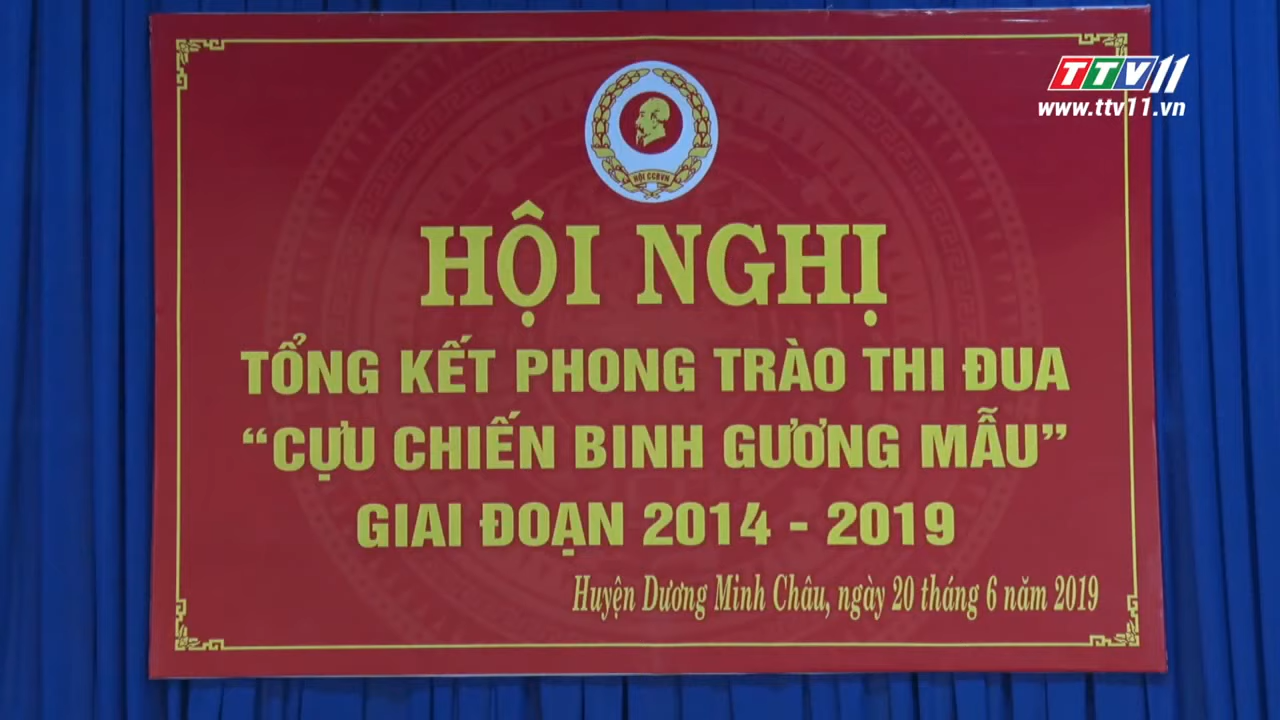 TTV11
www.ttv11.vn
HỘI CCBVN
HỘI NGHỊ
TỔNG KẾT PHONG TRÀO THI ĐUA
“CỰU CHIẾN BINH GƯƠNG MẪU”
GIAI ĐOẠN 2014 - 2019
Huyện Dương Minh Châu, ngày 20 tháng 6 năm 2019